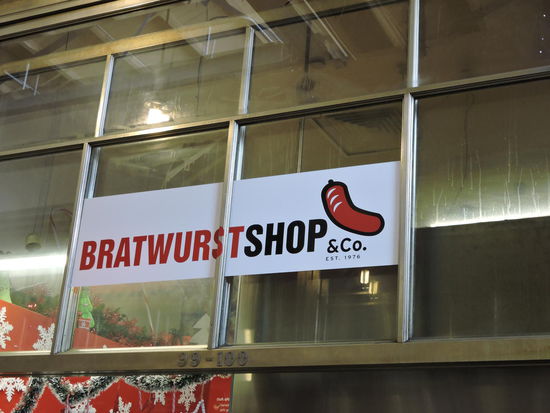 BRATWURSTSHOP
&Co.
EST. 1976
99-100